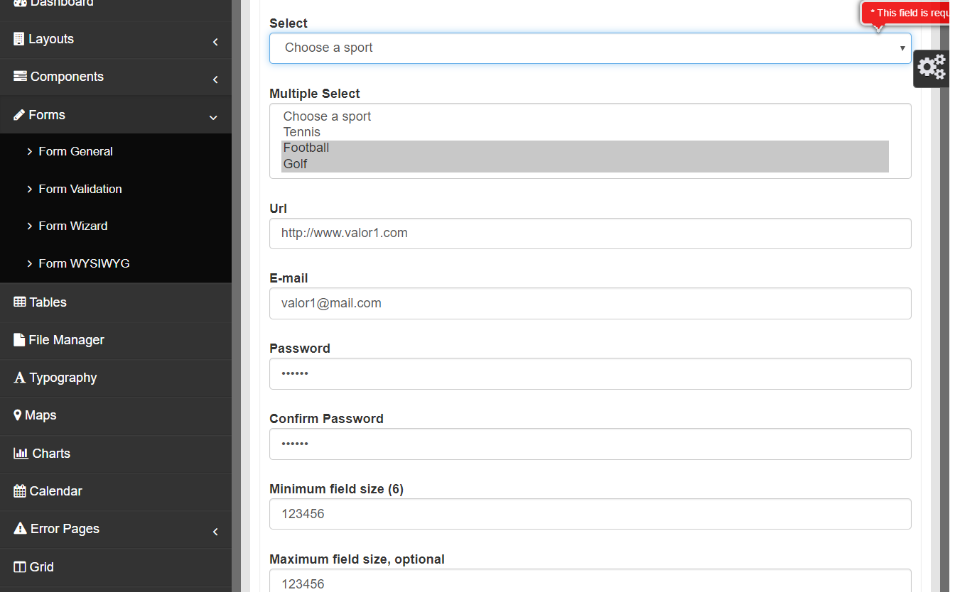 Dashboard
Layouts
Components
Forms
Form General
Form Validation
Form Wizard
Form WYSIWYG
Tables
File Manager
Typography
Maps
Charts
Calendar
Error Pages
Grid
* This field is requ
Select
Choose a sport
Multiple Select
Choose a sport
Tennis
Football
Golf
Url
http://www.valor1.com
E-mail
valor1@mail.com
Password
••••••
Confirm Password
••••••
Minimum field size (6)
123456
Maximum field size, optional
123456